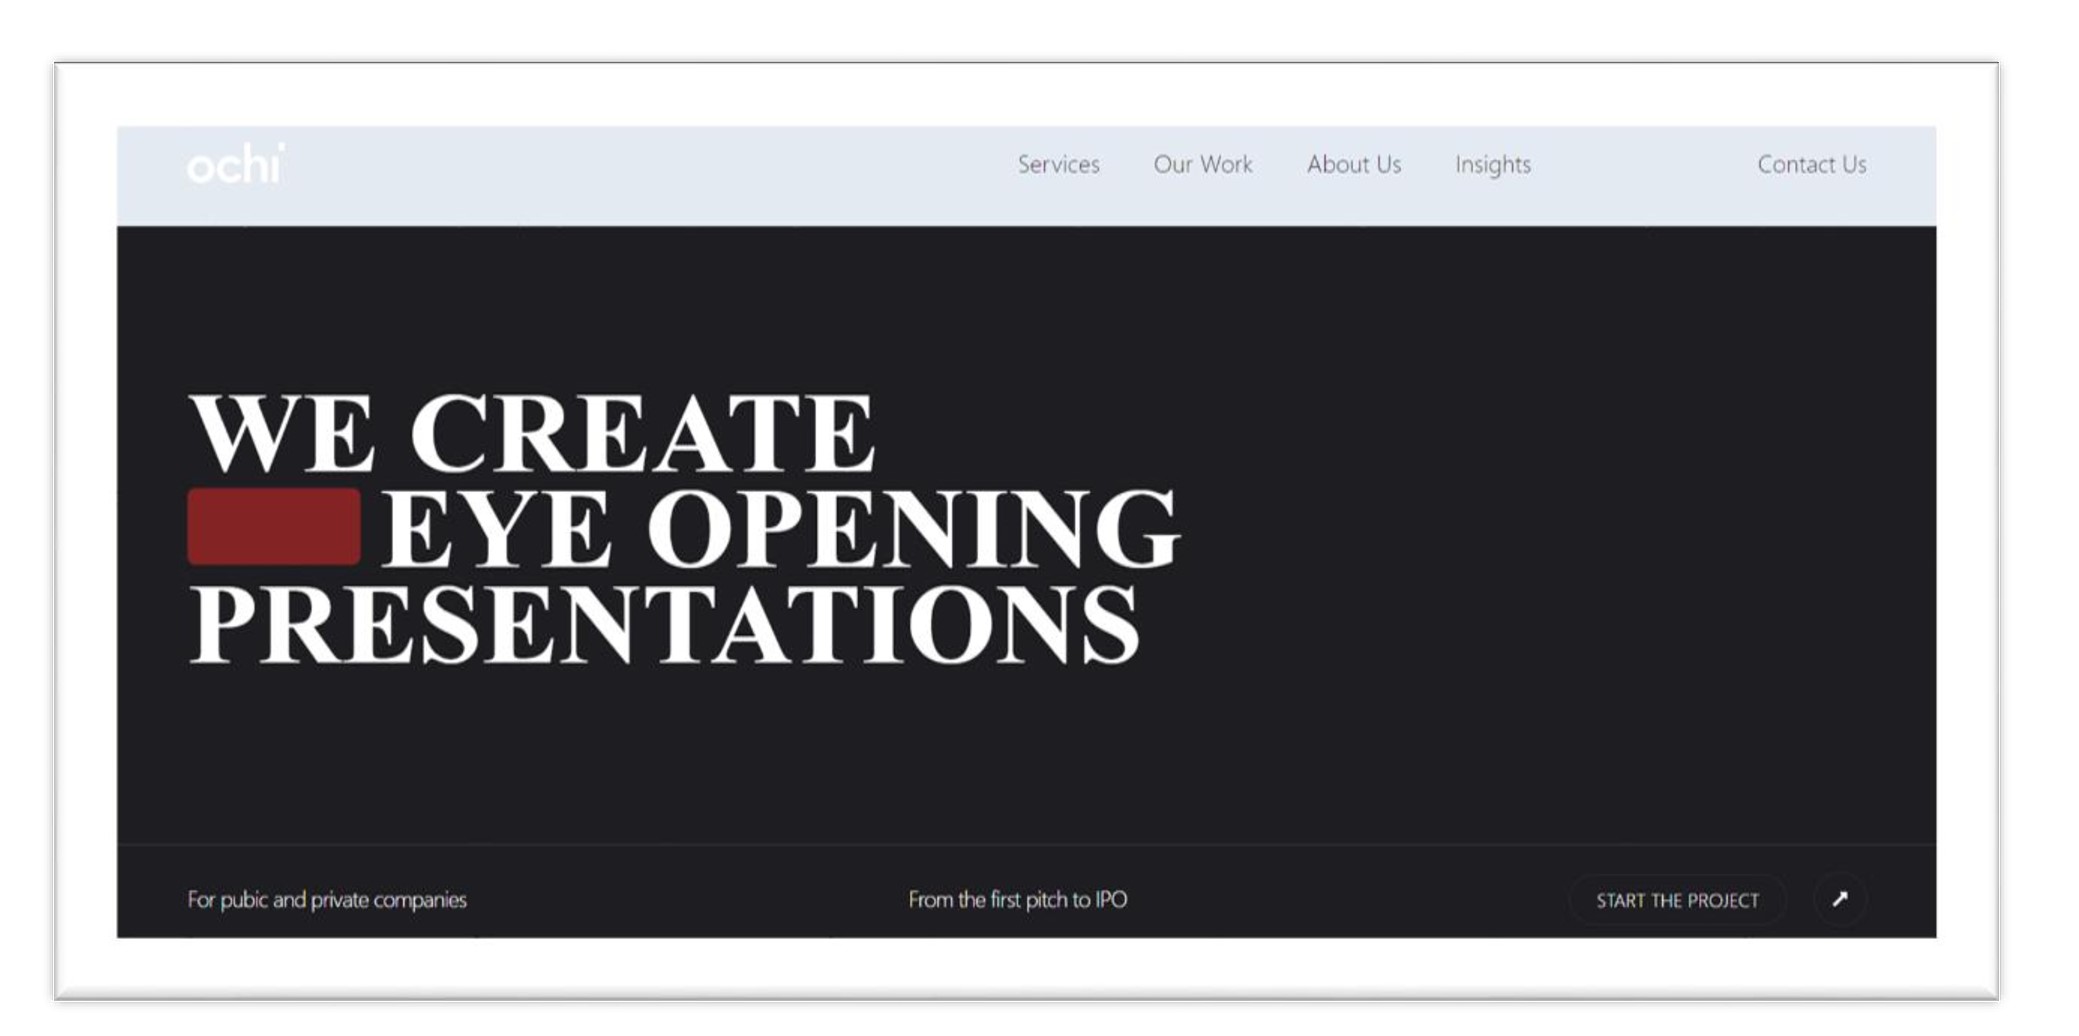 ochi
Services Our Work About Us Insights Contact Us
WE CREATE
EYE OPENING
PRESENTATIONS
For pubic and private companies From the first pitch to IPO START THE PROJECT